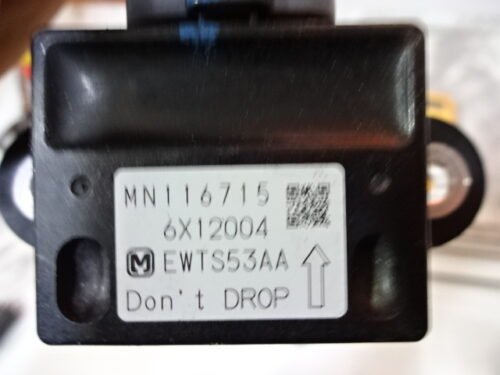 MN116715
6X12004
M EWTS53AA
Don't DROP